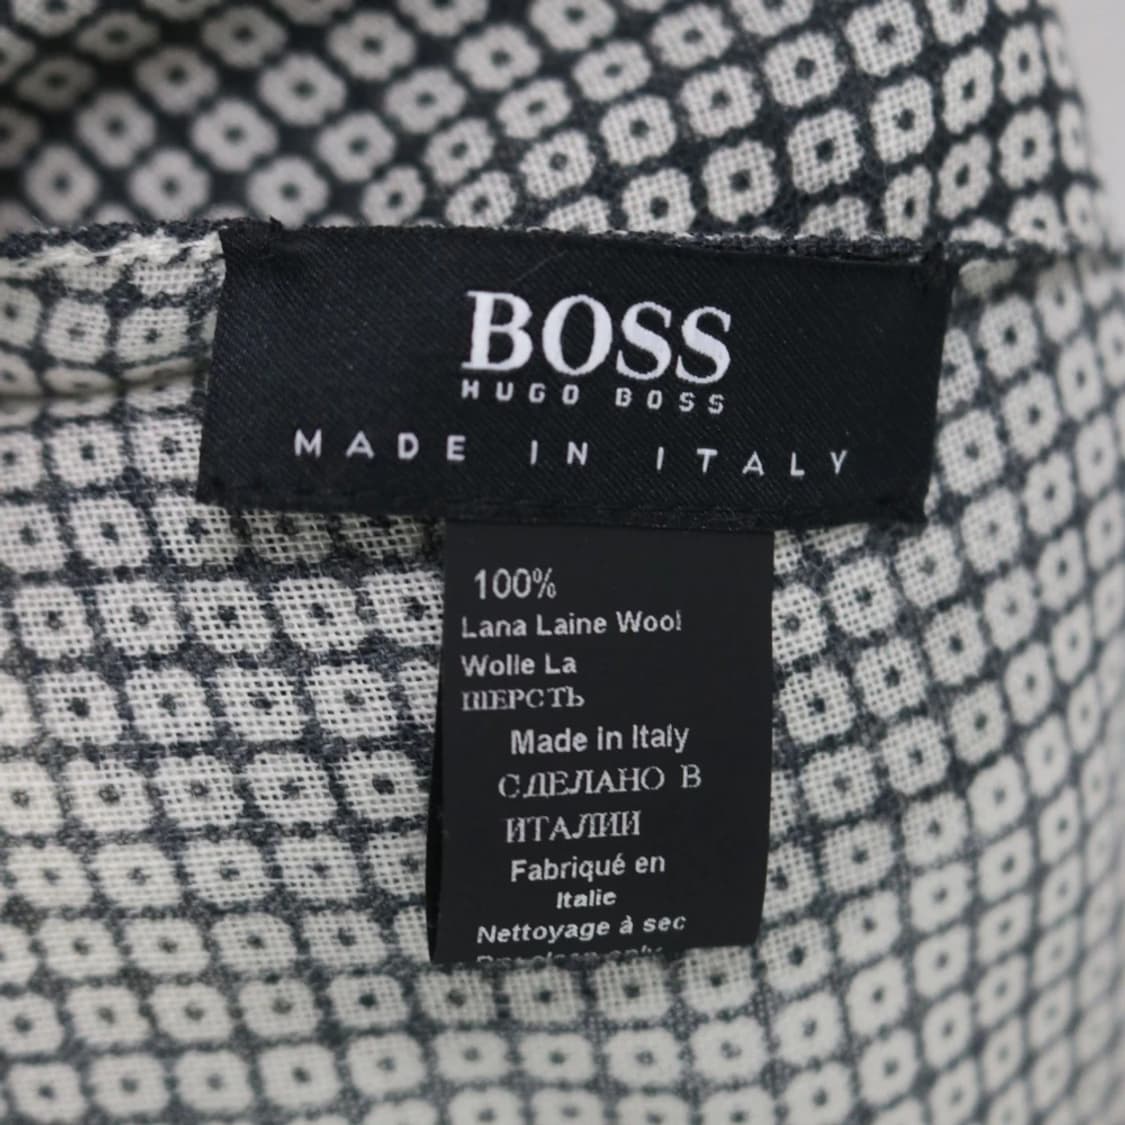 BOSS
HUGO BOSS
MADE IN ITALY
100%
Lana Laine Wool
Wolle La
ШЕРСТЬ
Made in Italy
СДЕЛАНО В
ИТАЛИИ
Fabriqué en
Italie
Nettoyage à sec